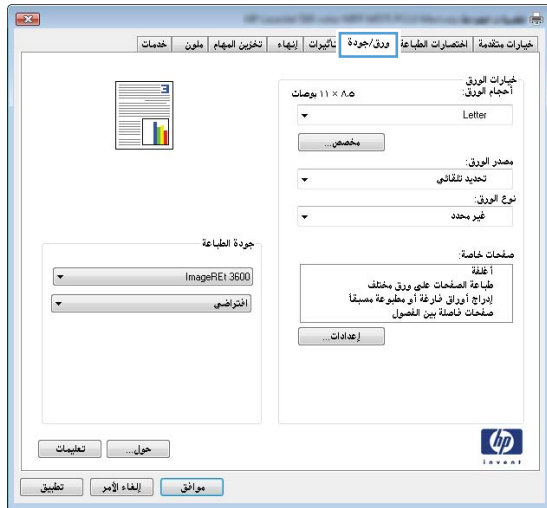 خيارات متقدمة
اختصارات الطباعة
ورق/جودة
تأثيرات
إنهاء
تخزين المهام
ملون
خدمات
خيارات الورق
أحجام الورق:
٨.٥ × ١١ بوصات
Letter
مخصص...
مصدر الورق:
تحديد تلقائي
نوع الورق:
غير محدد
صفحات خاصة:
أغلفة
طباعة الصفحات على ورق مختلف
إدراج أوراق فارغة أو مطبوعة مسبقاً
صفحات فاصلة بين الفصول
إعدادات...
جودة الطباعة
ImageREt 3600
افتراضي
hp
invent
حول...
تعليمات
موافق
إلغاء الأمر
تطبيق